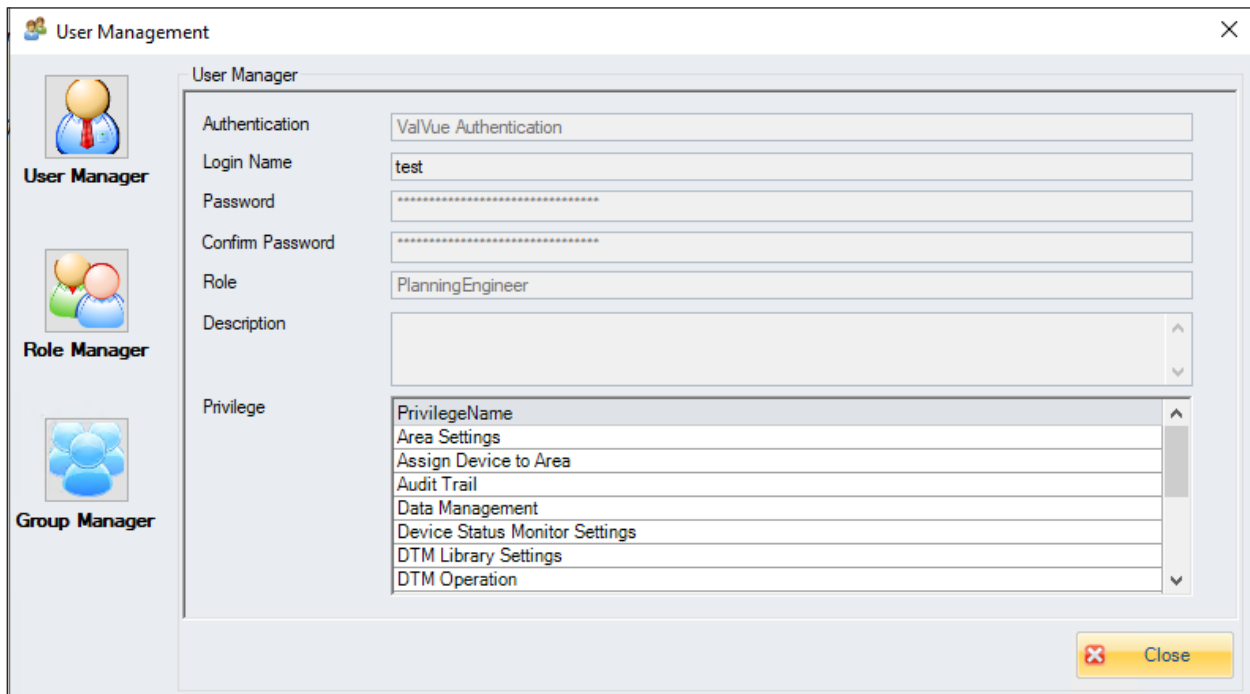 User Management
User Manager
Role Manager
Group Manager
User Manager
Authentication
ValVue Authentication
Login Name
test
Password
********************************
Confirm Password
********************************
Role
PlanningEngineer
Description
Privilege
PrivilegeName
Area Settings
Assign Device to Area
Audit Trail
Data Management
Device Status Monitor Settings
DTM Library Settings
DTM Operation
Close